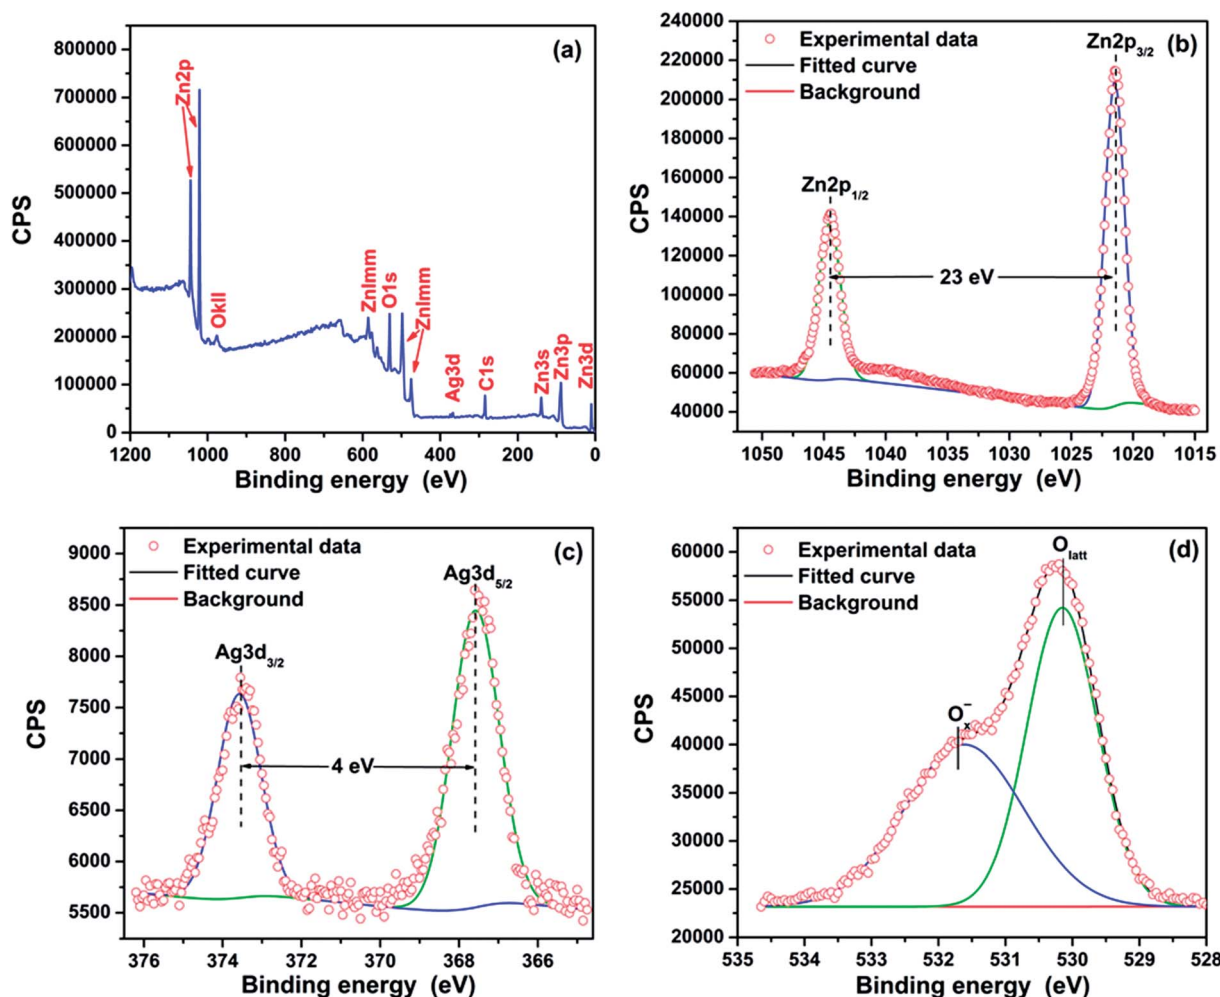 (a)
800000
700000
600000
500000
400000
300000
200000
100000
0
CPS
Zn2p
OkII
ZnImm
O1s
ZnImm
Ag3d
C1s
Zn3s
Zn3p
Zn3d
1200 1000 800 600 400 200 0
Binding energy (eV)
(b)
240000
220000
200000
180000
160000
140000
120000
100000
80000
60000
40000
CPS
Experimental data
Fitted curve
Background
Zn2p3/2
Zn2p1/2
23 eV
1050 1045 1040 1035 1030 1025 1020 1015
Binding energy (eV)
(c)
9000
8500
8000
7500
7000
6500
6000
5500
CPS
Experimental data
Fitted curve
Background
Ag3d5/2
Ag3d3/2
4 eV
376 374 372 370 368 366
Binding energy (eV)
(d)
60000
55000
50000
45000
40000
35000
30000
25000
20000
CPS
Experimental data
Fitted curve
Background
Olatt
Ox−
535 534 533 532 531 530 529 528
Binding energy (eV)